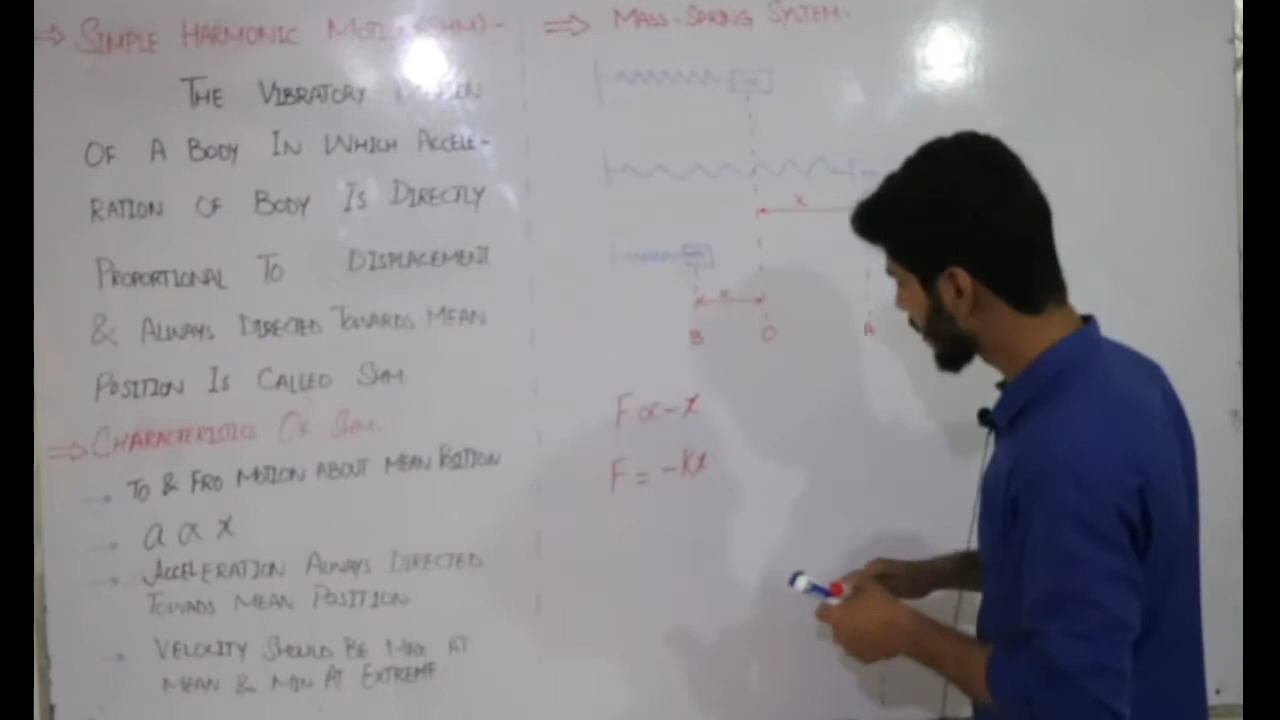 ⇒ SIMPLE HARMONIC MOTION (SHM)-
THE VIBRATORY MOTION
OF A BODY IN WHICH ACCELE-
RATION OF BODY IS DIRECTLY
PROPORTIONAL TO DISPLACEMENT
& ALWAYS DIRECTED TOWARDS MEAN
POSITION IS CALLED SHM
⇒ CHARACTERISTICS OF SHM.
→ TO & FRO MOTION ABOUT MEAN POSITION
→ a ∝ x
→ ACCELERATION ALWAYS DIRECTED
TOWADS MEAN POSITION
→ VELOCITY SHOULD BE MAX AT
MEAN & MIN AT EXTREME
⇒ MASS-SPRING SYSTEM-
x
x
B O A
F ∝ - x
F = -Kx